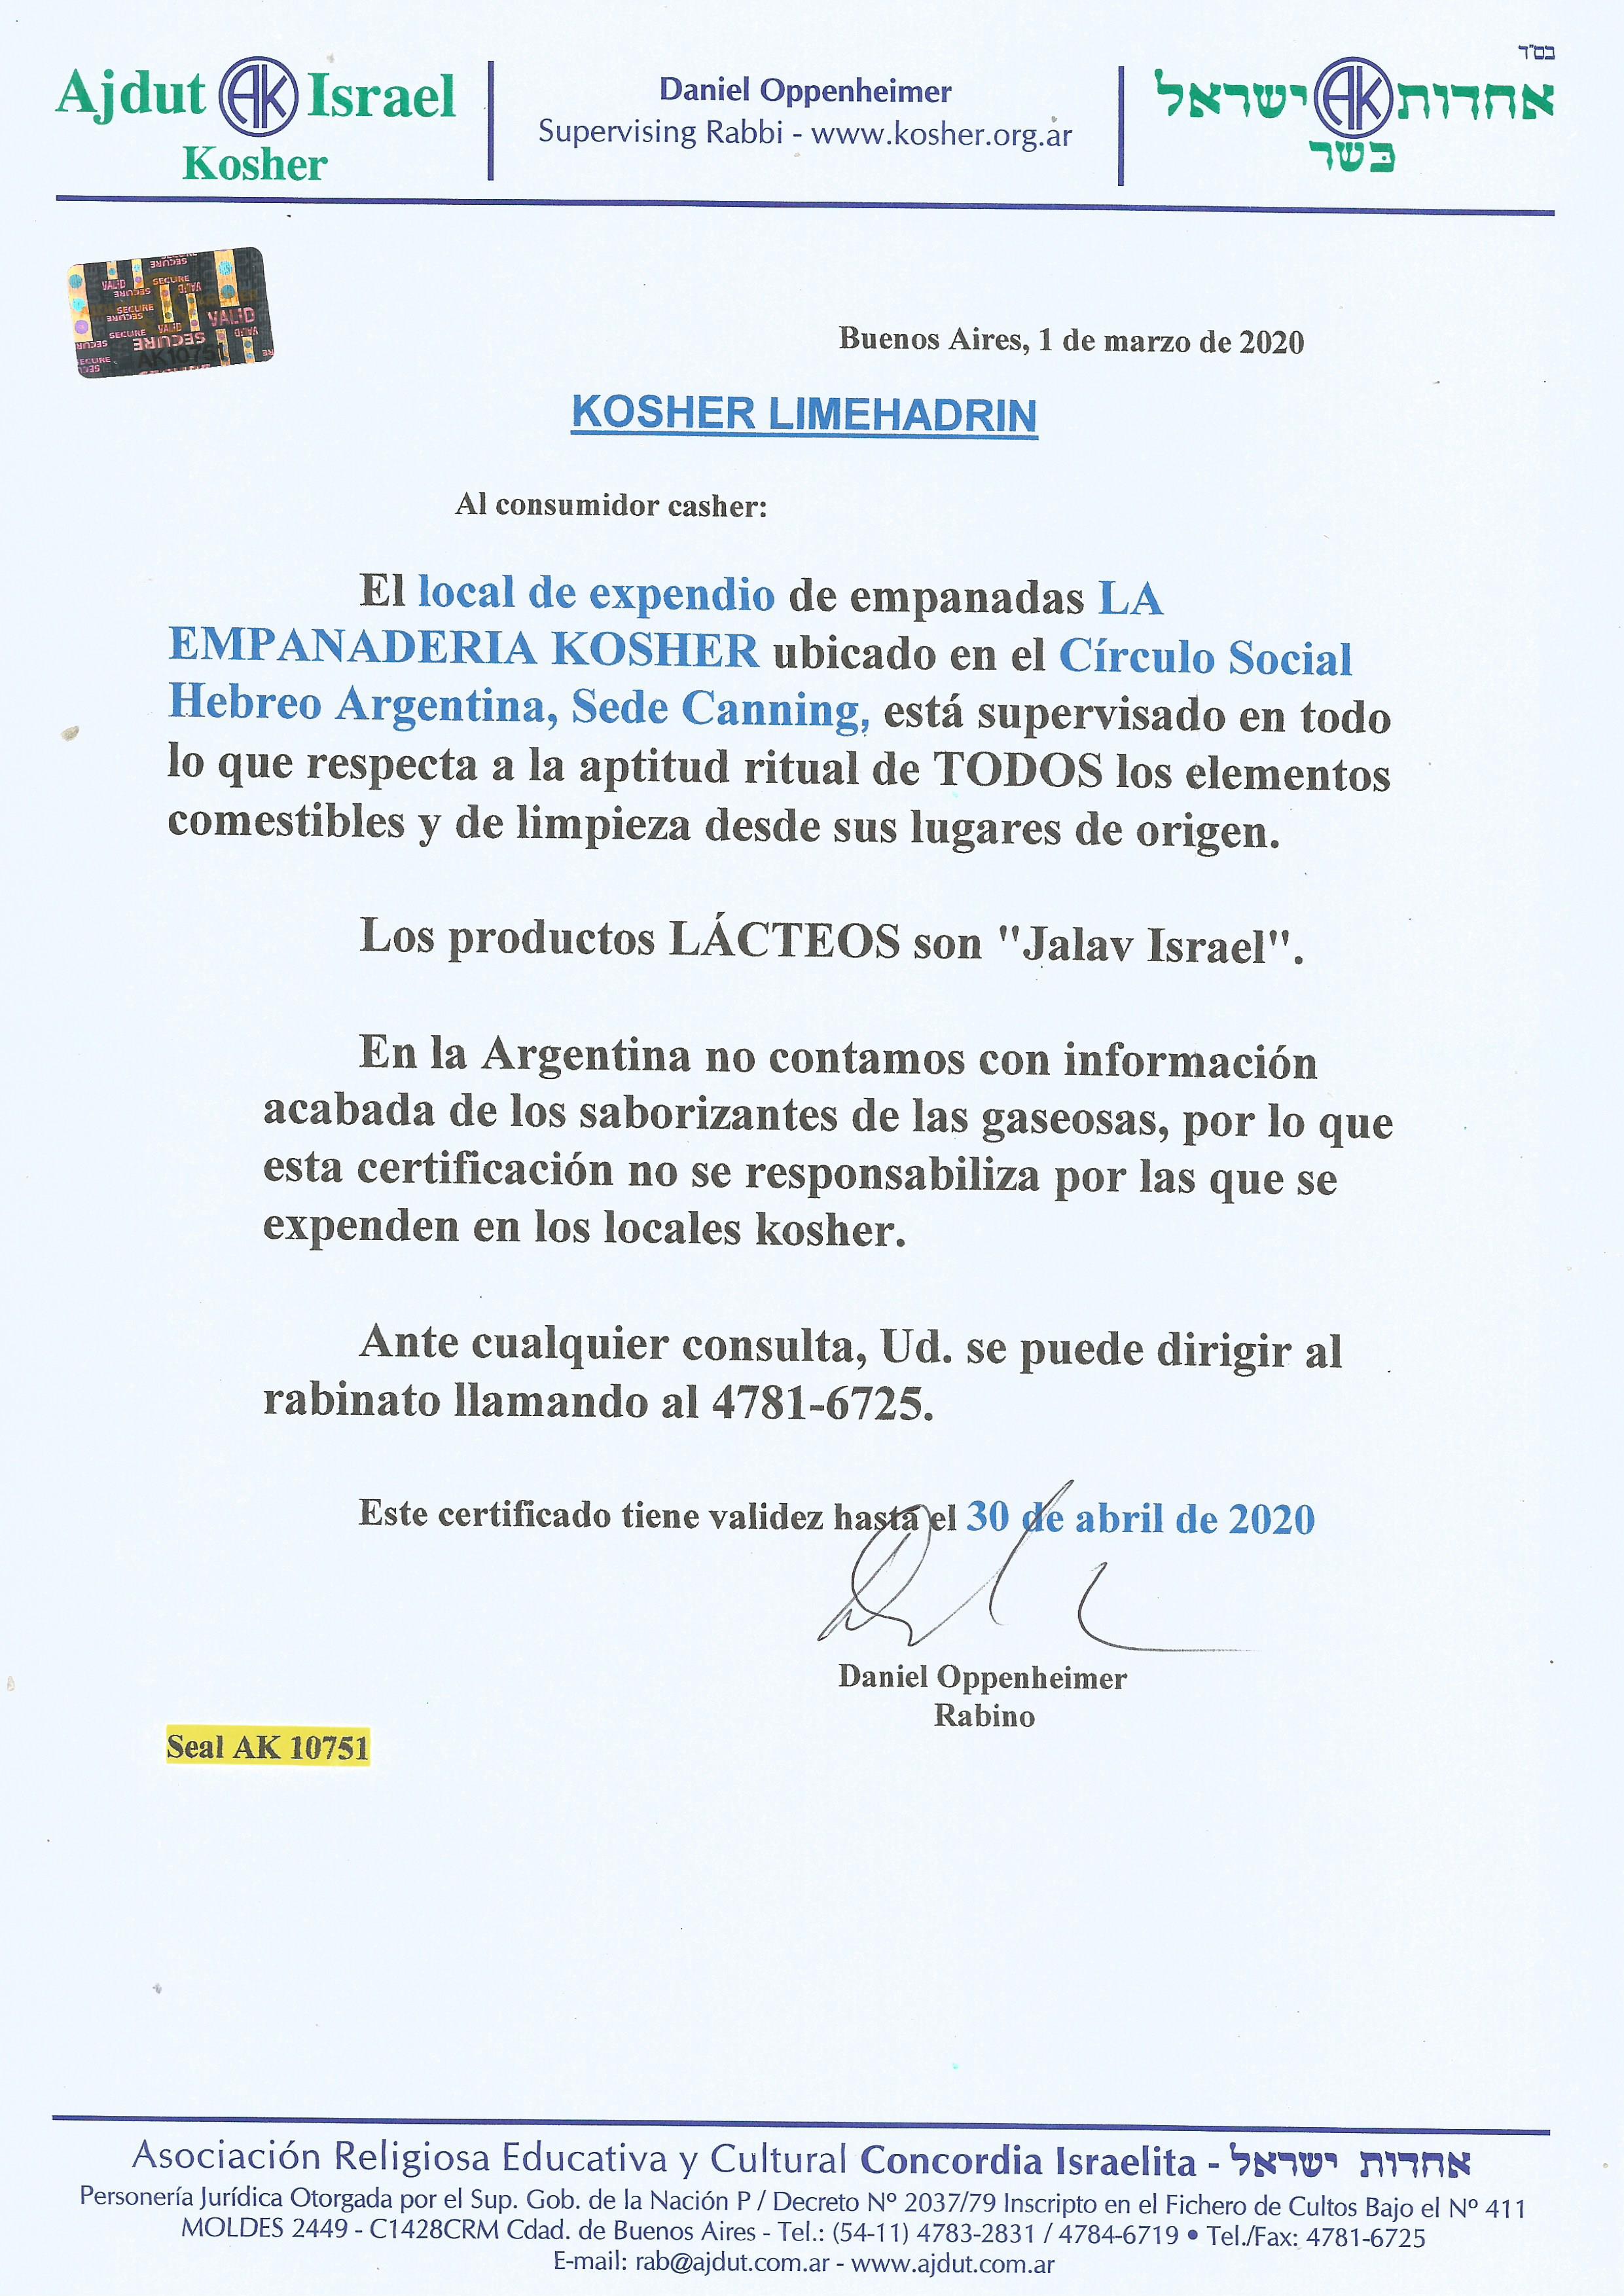 בס"ד
Ajdut AK Israel
Kosher
Daniel Oppenheimer
Supervising Rabbi - www.kosher.org.ar
אחדות AK ישראל
בשר
VALID SECURE
AK10751
Buenos Aires, 1 de marzo de 2020
KOSHER LIMEHADRIN
Al consumidor casher:
El local de expendio de empanadas LA
EMPANADERIA KOSHER ubicado en el Círculo Social
Hebreo Argentina, Sede Canning, está supervisado en todo
lo que respecta a la aptitud ritual de TODOS los elementos
comestibles y de limpieza desde sus lugares de origen.
Los productos LÁCTEOS son "Jalav Israel".
En la Argentina no contamos con información
acabada de los saborizantes de las gaseosas, por lo que
esta certificación no se responsabiliza por las que se
expenden en los locales kosher.
Ante cualquier consulta, Ud. se puede dirigir al
rabinato llamando al 4781-6725.
Este certificado tiene validez hasta el 30 de abril de 2020
Daniel Oppenheimer
Rabino
Seal AK 10751
Asociación Religiosa Educativa y Cultural Concordia Israelita - אחדות ישראל
Personería Jurídica Otorgada por el Sup. Gob. de la Nación P / Decreto Nº 2037/79 Inscripto en el Fichero de Cultos Bajo el Nº 411
MOLDES 2449 - C1428CRM Cdad. de Buenos Aires - Tel.: (54-11) 4783-2831 / 4784-6719 • Tel./Fax: 4781-6725
E-mail: rab@ajdut.com.ar - www.ajdut.com.ar